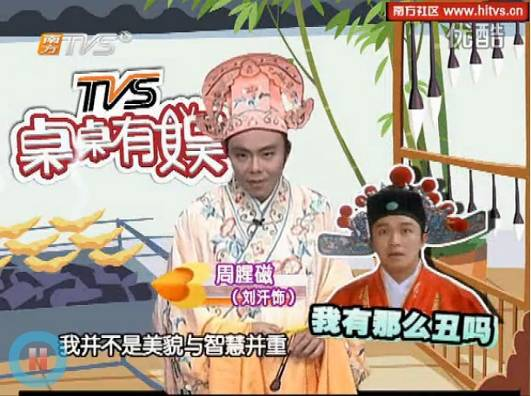 南方TVS
南方社区 www.hitvs.cn
优酷
TVS
桌桌有娱
周腥磁
(刘汗饰)
我有那么丑吗
我并不是美貌与智慧并重